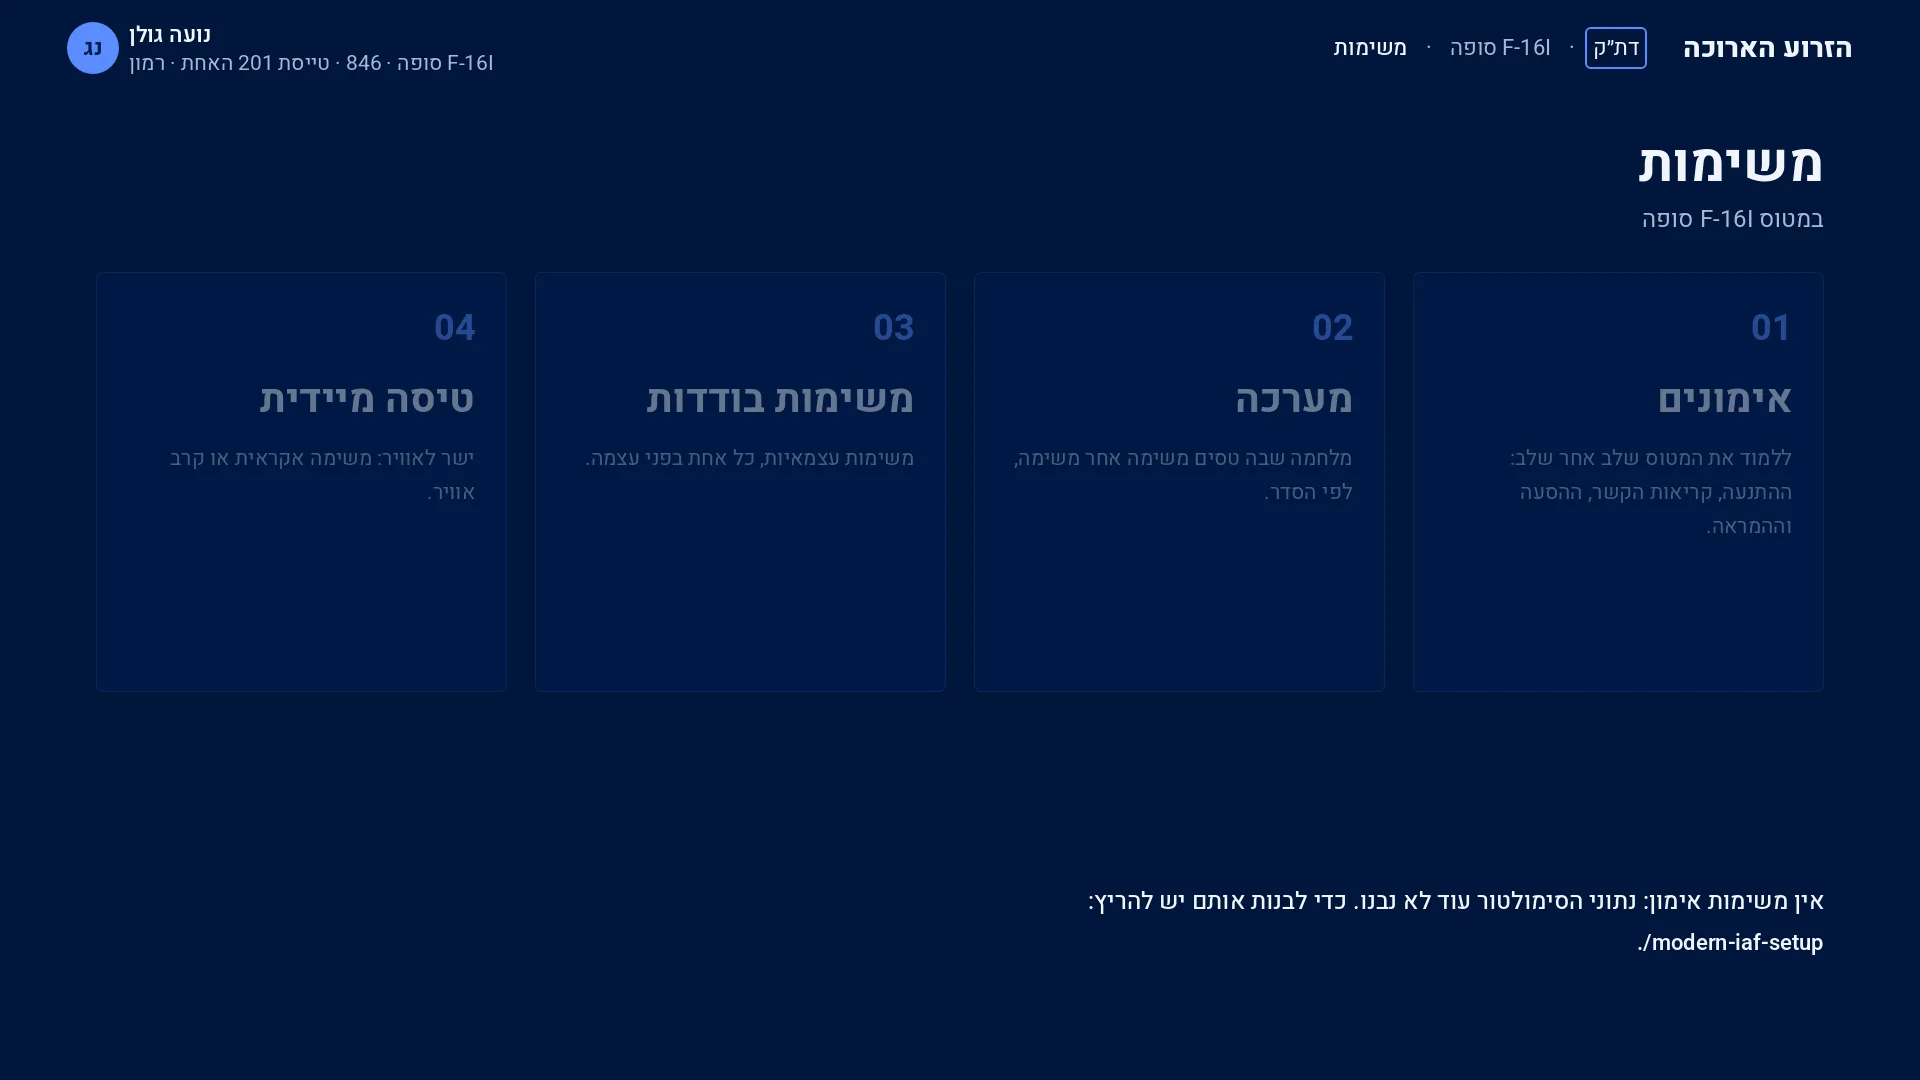 הזרוע הארוכה
דת״ק · F-16I סופה · משימות
נועה גולן
F-16I סופה · 846 · טייסת 201 האחת · רמון
נג
משימות
במטוס F-16I סופה
01
אימונים
ללמוד את המטוס שלב אחר שלב:
ההתנעה, קריאות הקשר, ההסעה
וההמראה.
02
מערכה
מלחמה שבה טסים משימה אחר משימה,
לפי הסדר.
03
משימות בודדות
משימות עצמאיות, כל אחת בפני עצמה.
04
טיסה מיידית
ישר לאוויר: משימה אקראית או קרב
אוויר.
אין משימות אימון: נתוני הסימולטור עוד לא נבנו. כדי לבנות אותם יש להריץ:
./modern-iaf-setup